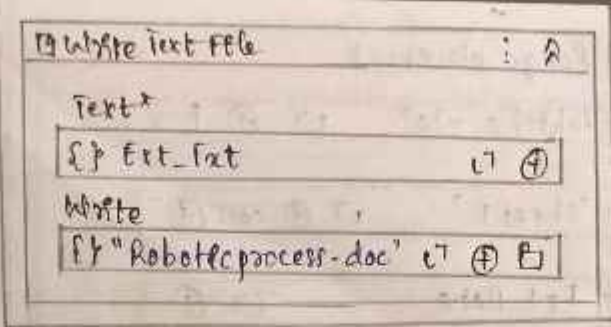 Write Text File
Text*
{ } Ext_Txt
Write
{ } "Roboticprocess-doc"